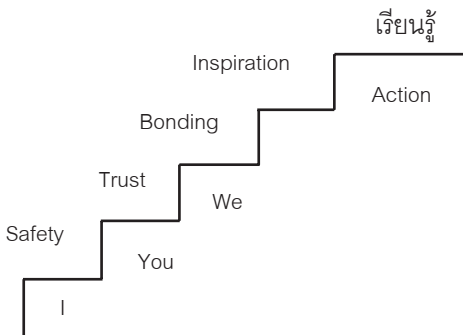 เรียนรู้
Inspiration
Action
Bonding
Trust
We
Safety
You
I